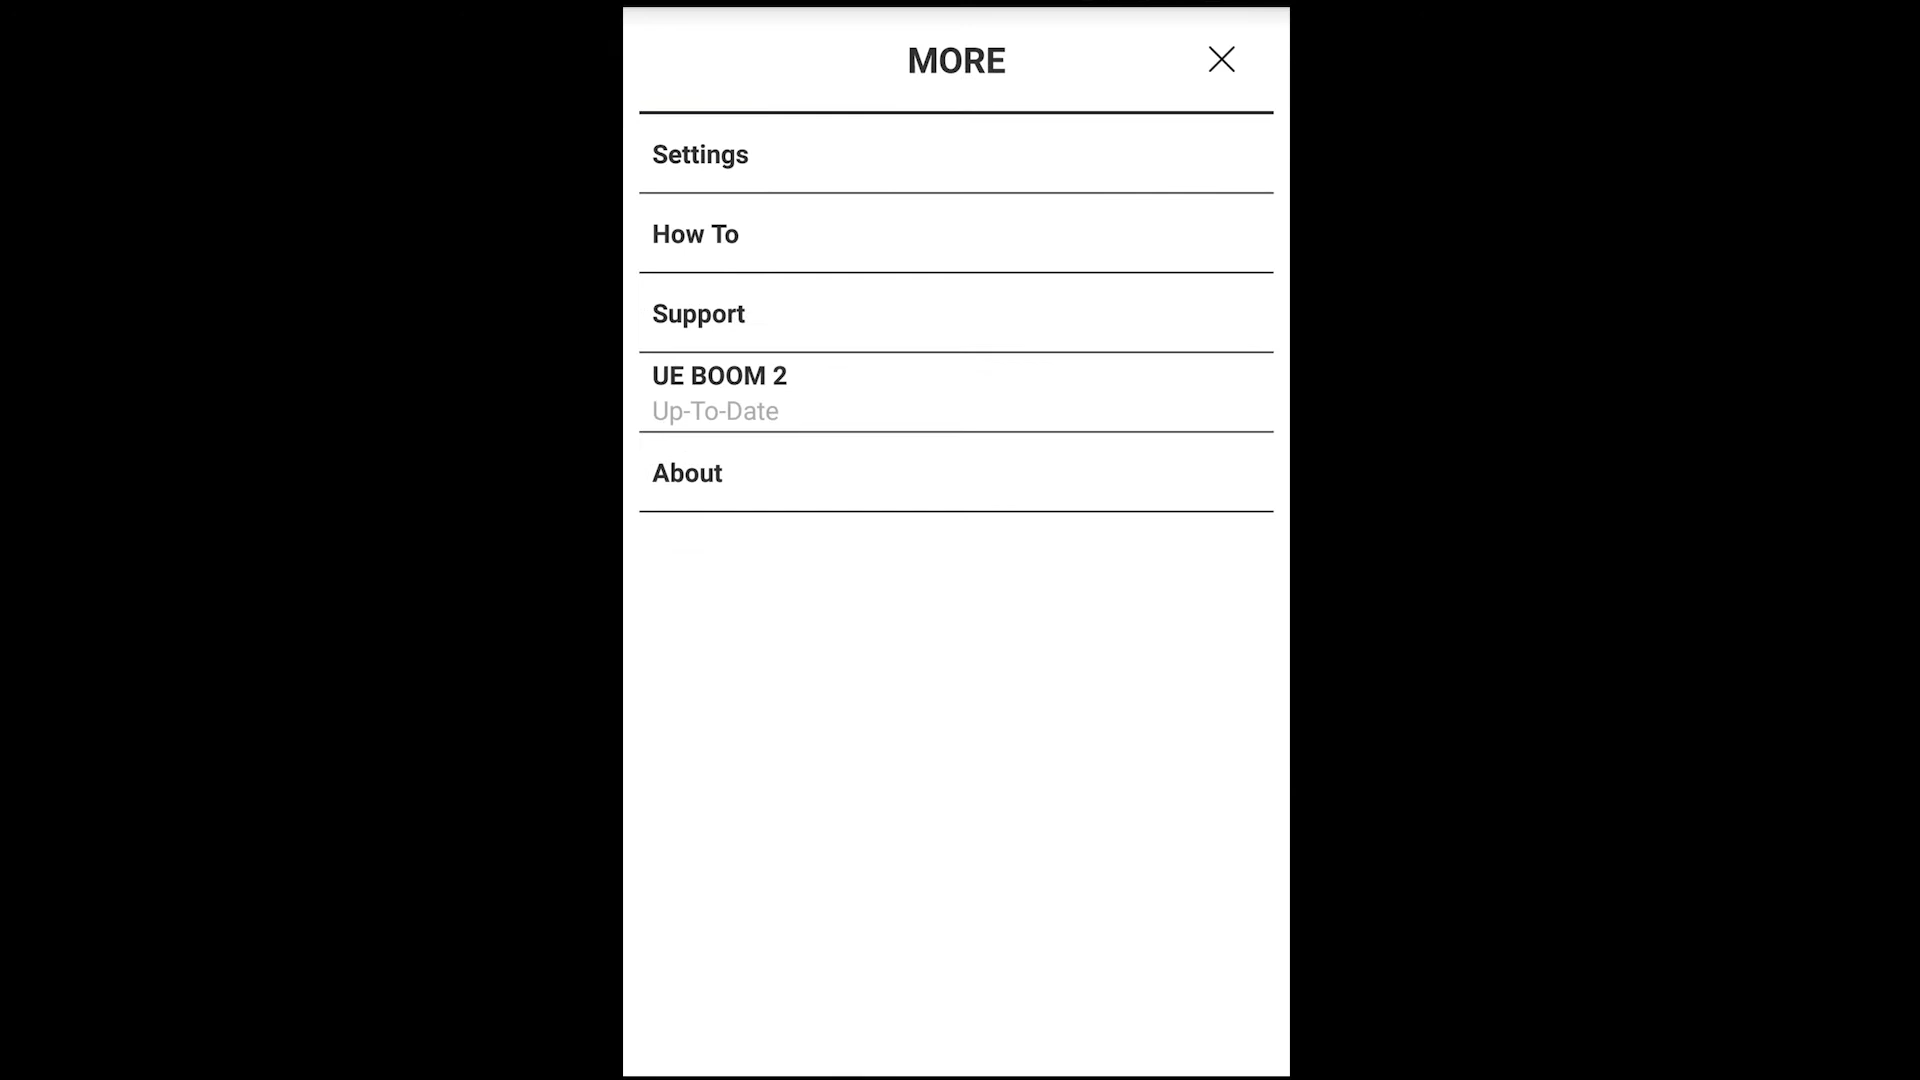 MORE
Settings
How To
Support
UE BOOM 2
Up-To-Date
About